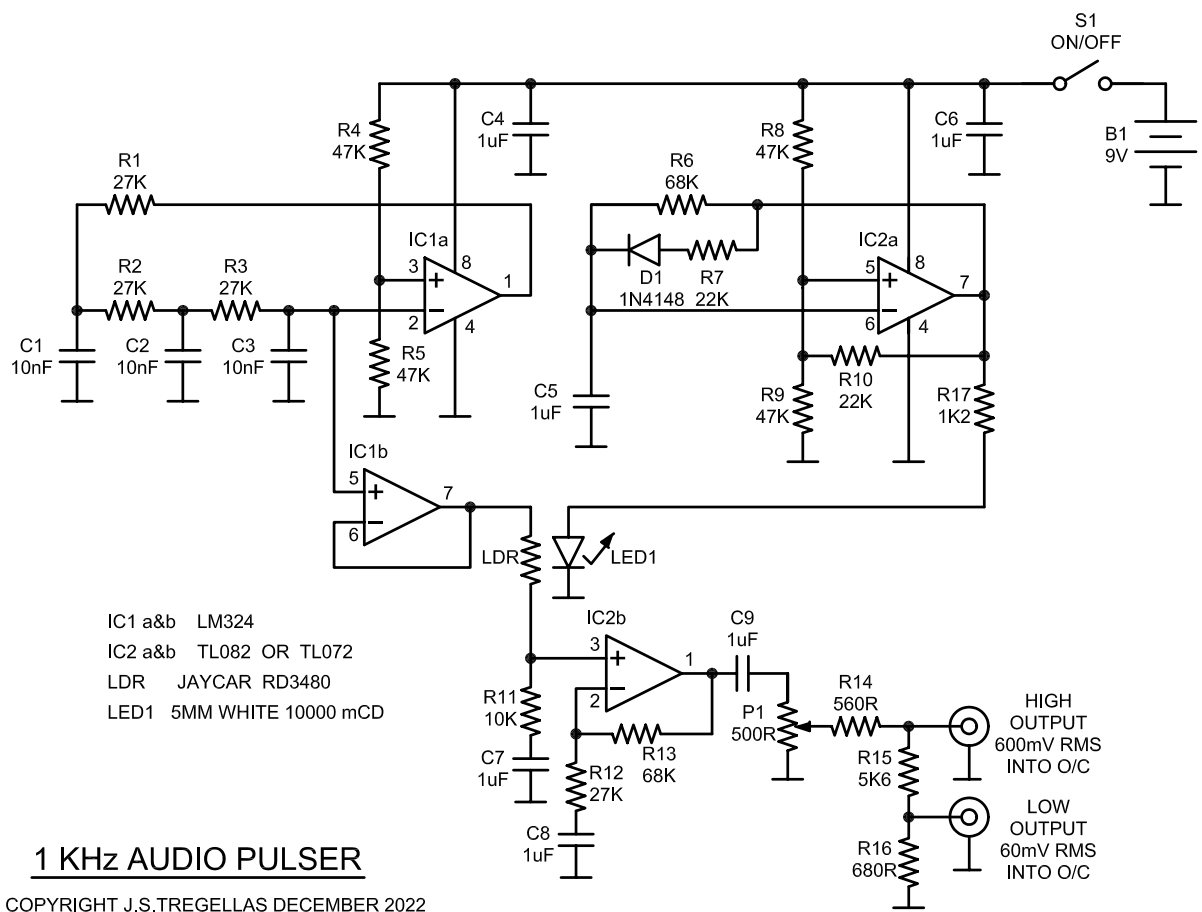 S1
ON/OFF
C4
1uF
C6
1uF
R4
47K
R8
47K
B1
9V
R1
27K
R6
68K
IC1a
IC2a
R2
27K
R3
27K
D1
1N4148
R7
22K
3
+
8
1
5
+
8
7
2
−
4
6
−
4
C1
10nF
C2
10nF
C3
10nF
R5
47K
C5
1uF
R9
47K
R10
22K
R17
1K2
IC1b
5
+
7
6
−
LDR
LED1
IC1 a&b LM324
IC2 a&b TL082 OR TL072
LDR JAYCAR RD3480
LED1 5MM WHITE 10000 mCD
IC2b
3
+
1
2
−
C9
1uF
R11
10K
P1
500R
R14
560R
HIGH
OUTPUT
600mV RMS
INTO O/C
C7
1uF
R13
68K
R12
27K
R15
5K6
C8
1uF
LOW
OUTPUT
60mV RMS
INTO O/C
R16
680R
1 KHz AUDIO PULSER
COPYRIGHT J.S.TREGELLAS DECEMBER 2022